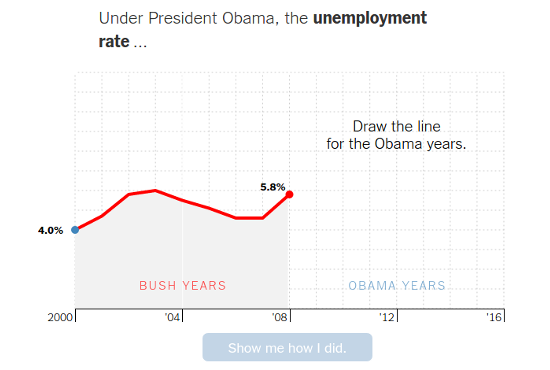 Under President Obama, the unemployment
rate ...
Draw the line
for the Obama years.
5.8%
4.0%
BUSH YEARS
OBAMA YEARS
2000
'04
'08
'12
'16
Show me how I did.